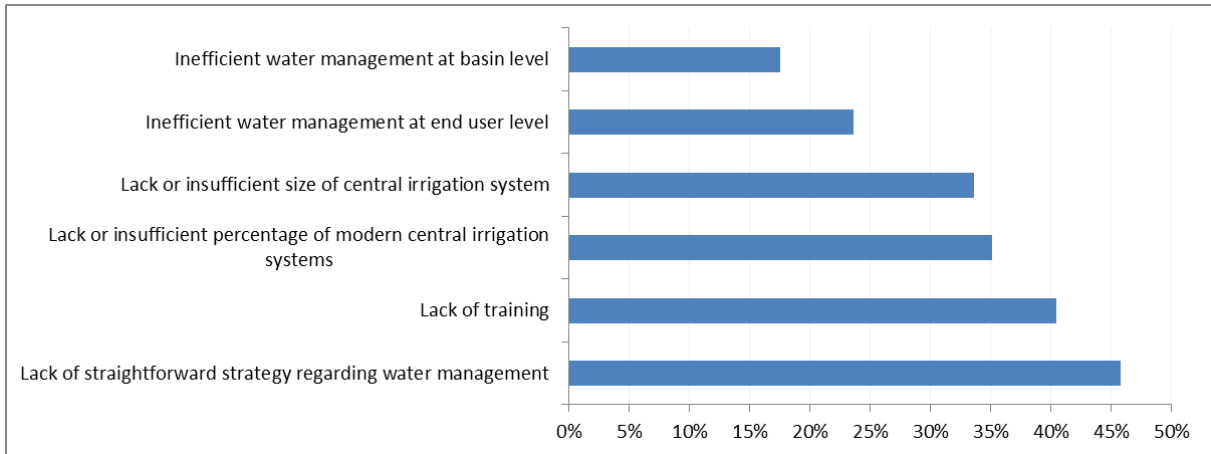 Inefficient water management at basin level
Inefficient water management at end user level
Lack or insufficient size of central irrigation system
Lack or insufficient percentage of modern central irrigation
systems
Lack of training
Lack of straightforward strategy regarding water management
0% 5% 10% 15% 20% 25% 30% 35% 40% 45% 50%